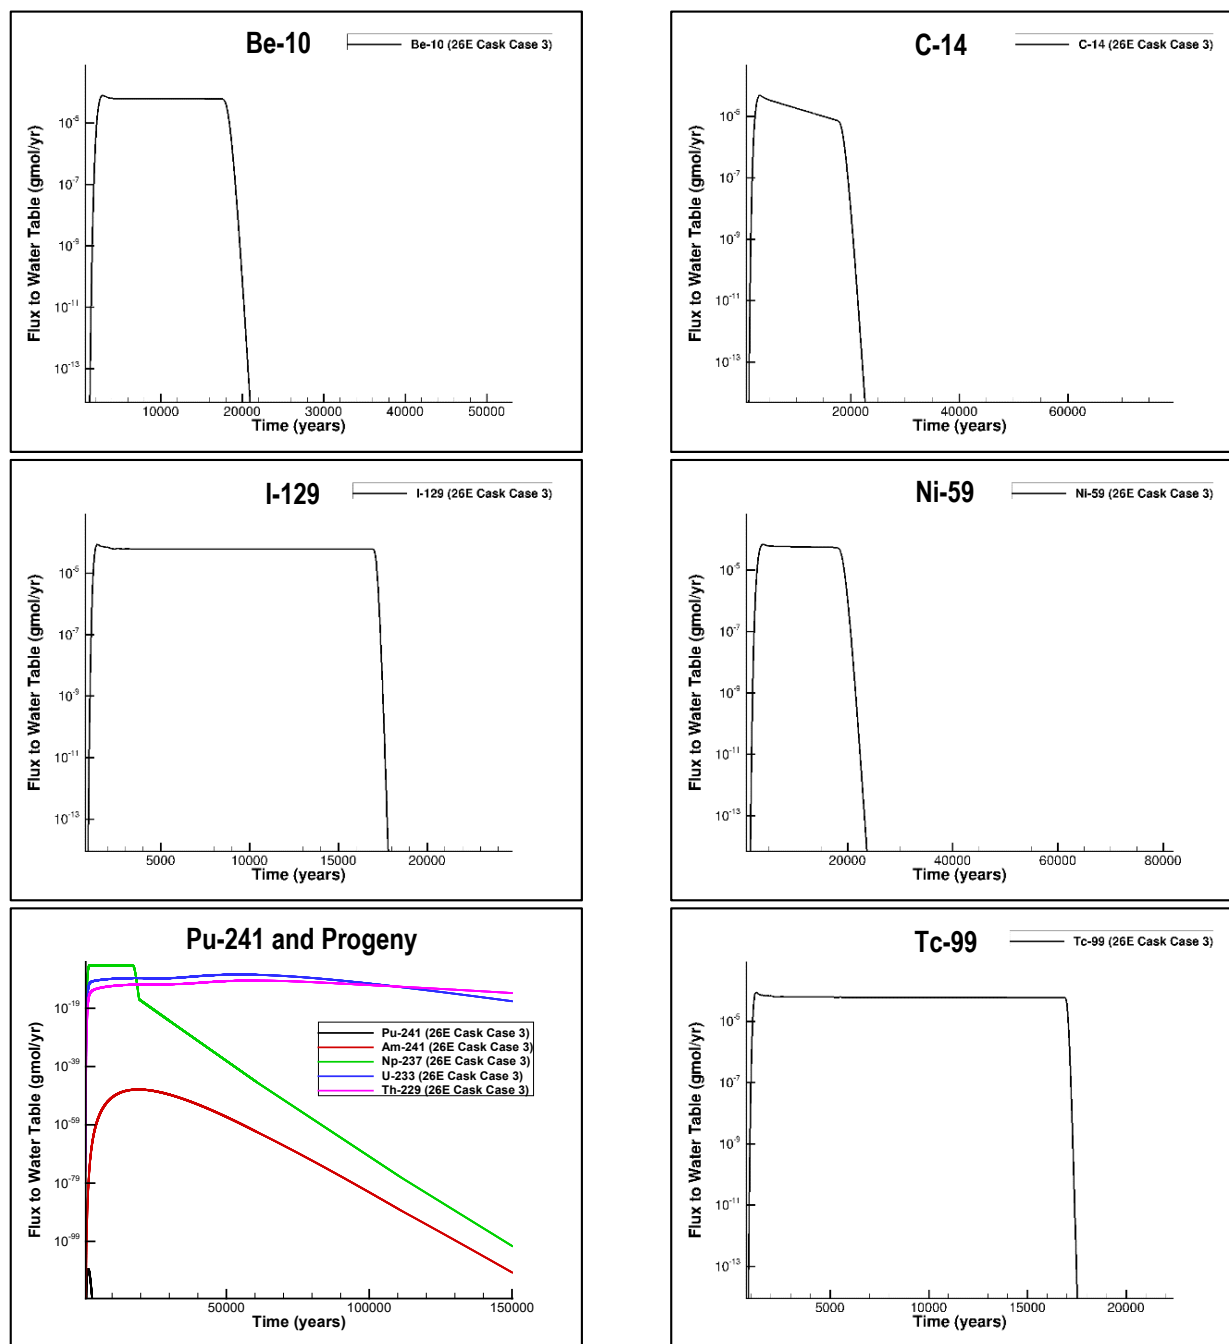 Be-10
Be-10 (26E Cask Case 3)
Flux to Water Table (gmol/yr)
10-5
10-7
10-9
10-11
10-13
10000 20000 30000 40000 50000
Time (years)
C-14
C-14 (26E Cask Case 3)
Flux to Water Table (gmol/yr)
10-5
10-7
10-9
10-11
10-13
20000 40000 60000
Time (years)
I-129
I-129 (26E Cask Case 3)
Flux to Water Table (gmol/yr)
10-5
10-7
10-9
10-11
10-13
5000 10000 15000 20000
Time (years)
Ni-59
Ni-59 (26E Cask Case 3)
Flux to Water Table (gmol/yr)
10-5
10-7
10-9
10-11
10-13
20000 40000 60000 80000
Time (years)
Pu-241 and Progeny
Flux to Water Table (gmol/yr)
10-19
10-39
10-59
10-79
10-99
Pu-241 (26E Cask Case 3)
Am-241 (26E Cask Case 3)
Np-237 (26E Cask Case 3)
U-233 (26E Cask Case 3)
Th-229 (26E Cask Case 3)
50000 100000 150000
Time (years)
Tc-99
Tc-99 (26E Cask Case 3)
Flux to Water Table (gmol/yr)
10-5
10-7
10-9
10-11
10-13
5000 10000 15000 20000
Time (years)